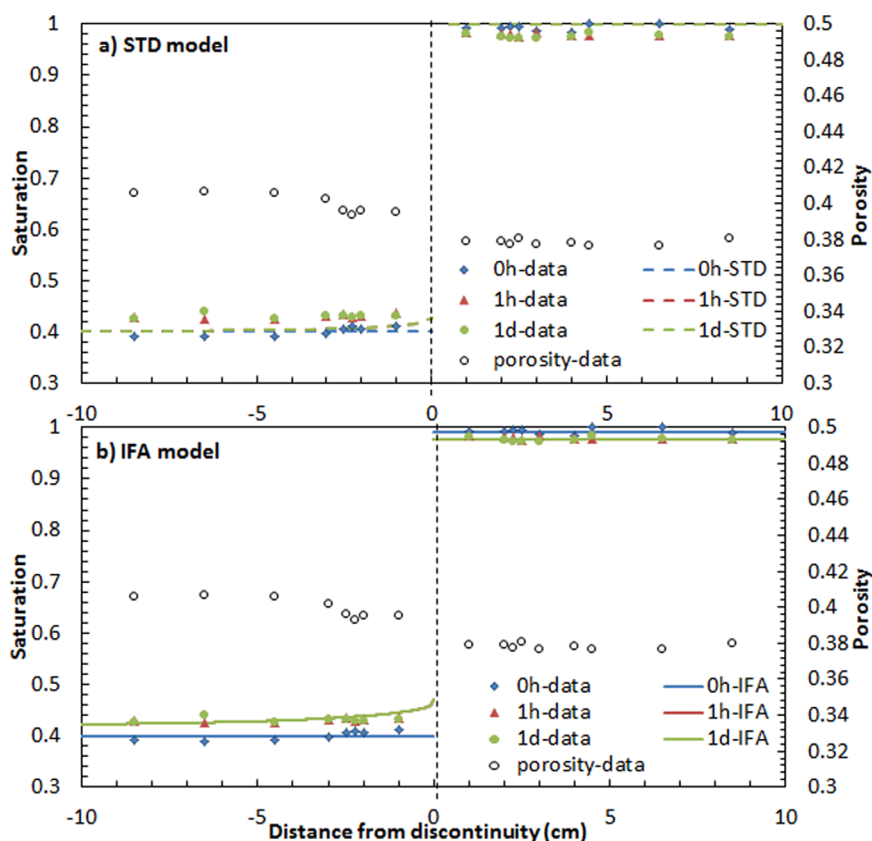 a) STD model
1
0.9
0.8
0.7
0.6
0.5
0.4
0.3
Saturation
0.5
0.48
0.46
0.44
0.42
0.4
0.38
0.36
0.34
0.32
0.3
Porosity
0h-data
0h-STD
1h-data
1h-STD
1d-data
1d-STD
porosity-data
-10
-5
0
5
10
b) IFA model
1
0.9
0.8
0.7
0.6
0.5
0.4
0.3
Saturation
0.5
0.48
0.46
0.44
0.42
0.4
0.38
0.36
0.34
0.32
0.3
Porosity
0h-data
0h-IFA
1h-data
1h-IFA
1d-data
1d-IFA
porosity-data
-10
-5
0
5
10
Distance from discontinuity (cm)